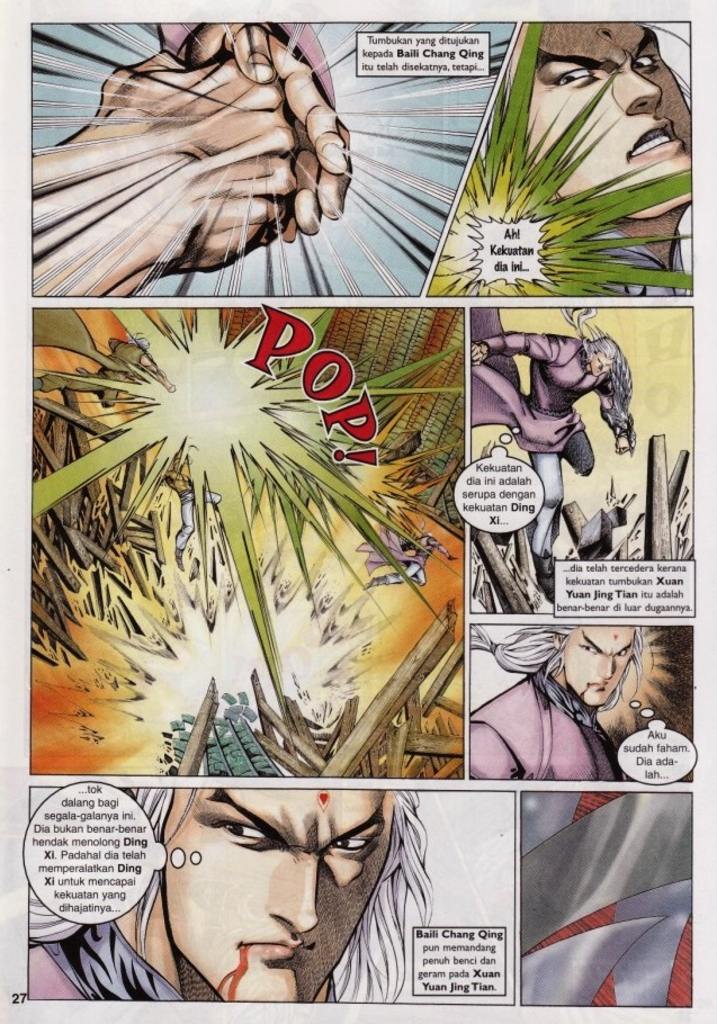 Tumbukan yang ditujukan
kepada Baili Chang Qing
itu telah disekatnya, tetapi...
Ah!
Kekuatan
dia ini...
POP!
Kekuatan
dia ini adalah
serupa dengan
kekuatan Ding
Xi...
...dia telah tercedera kerana
kekuatan tumbukan Xuan
Yuan Jing Tian itu adalah
benar-benar di luar dugaannya.
Aku
sudah faham.
Dia ada-
lah...
...tok
dalang bagi
segala-galanya ini.
Dia bukan benar-benar
hendak menolong Ding
Xi. Padahal dia telah
memperalatkan Ding
Xi untuk mencapai
kekuatan yang
dihajatinya...
Baili Chang Qing
pun memandang
penuh benci dan
geram pada Xuan
Yuan Jing Tian.
27